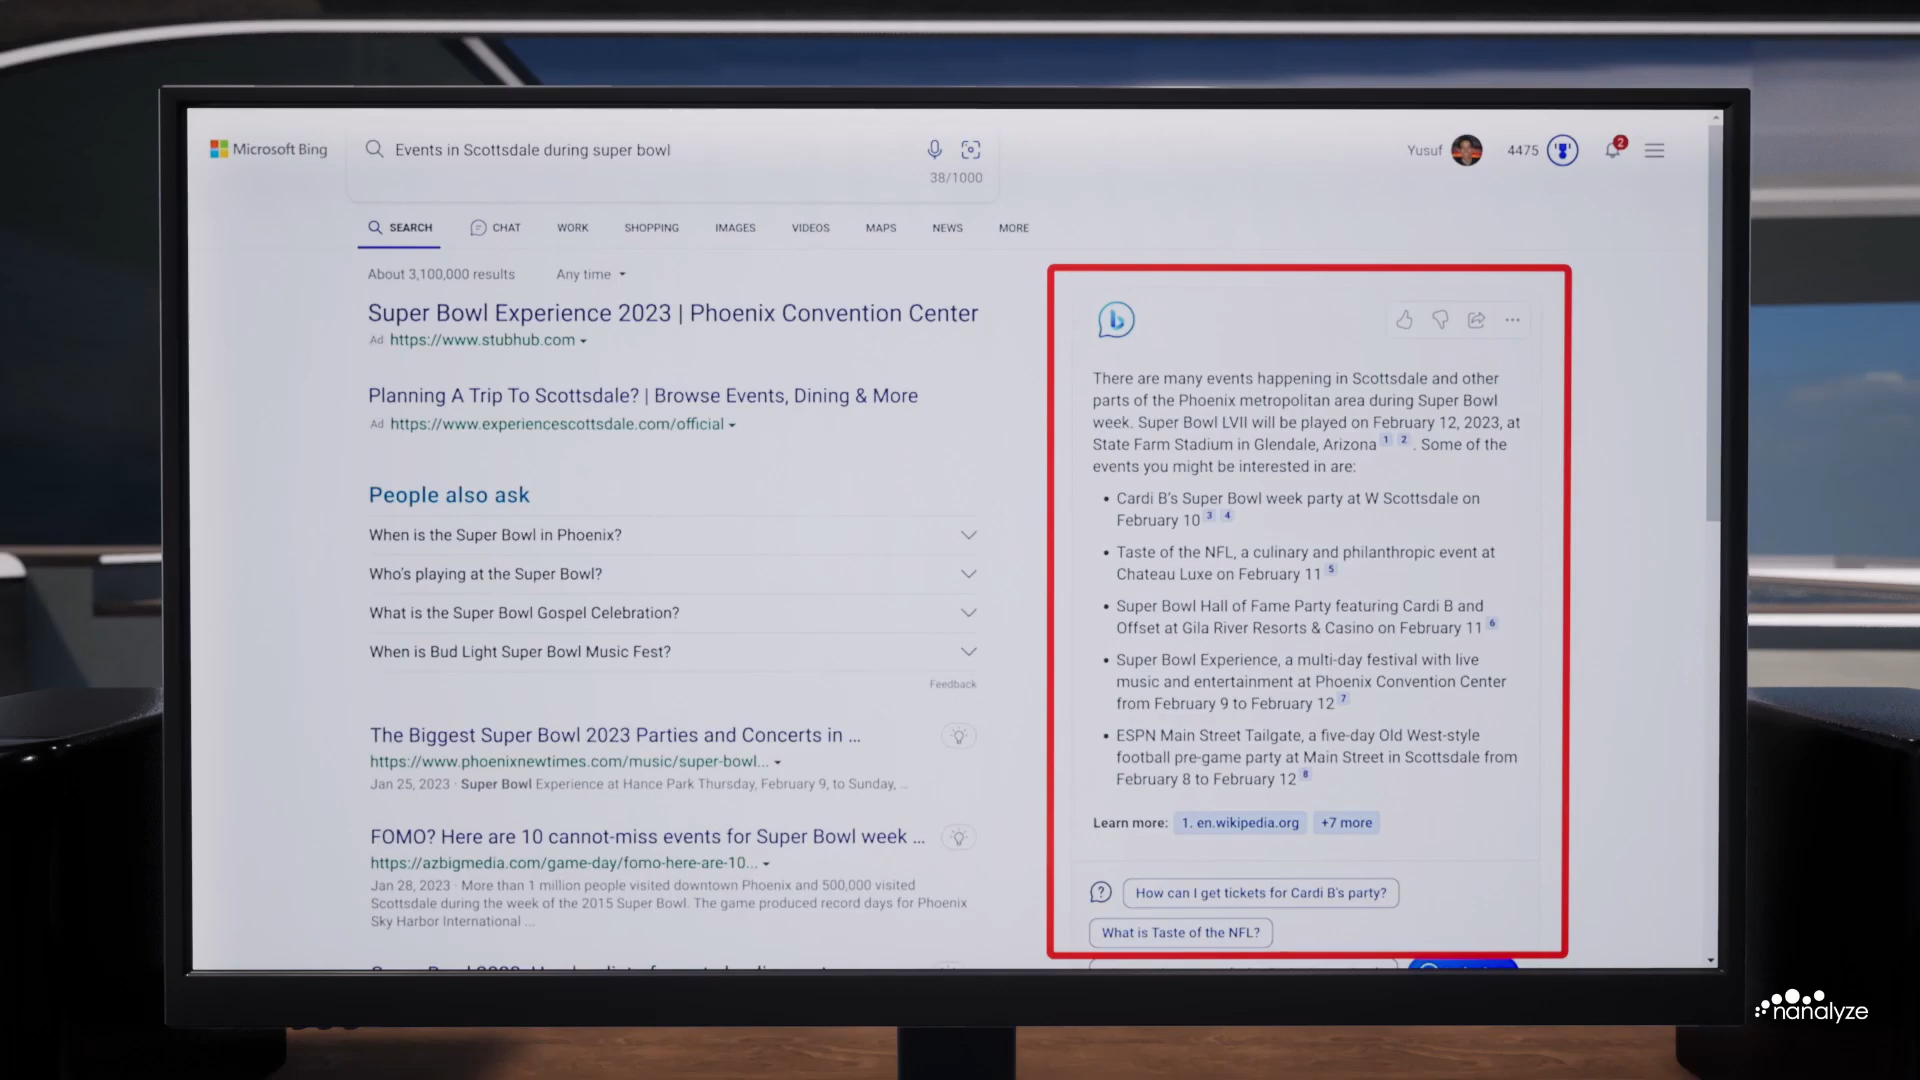 Microsoft Bing
Events in Scottsdale during super bowl
38/1000
Yusuf
4475
2
SEARCH
CHAT
WORK
SHOPPING
IMAGES
VIDEOS
MAPS
NEWS
MORE
About 3,100,000 results
Any time
Super Bowl Experience 2023 | Phoenix Convention Center
Ad https://www.stubhub.com
Planning A Trip To Scottsdale? | Browse Events, Dining & More
Ad https://www.experiencescottsdale.com/official
People also ask
When is the Super Bowl in Phoenix?
Who's playing at the Super Bowl?
What is the Super Bowl Gospel Celebration?
When is Bud Light Super Bowl Music Fest?
Feedback
The Biggest Super Bowl 2023 Parties and Concerts in ...
https://www.phoenixnewtimes.com/music/super-bowl...
Jan 25, 2023 · Super Bowl Experience at Hance Park Thursday, February 9, to Sunday, ...
FOMO? Here are 10 cannot-miss events for Super Bowl week ...
https://azbigmedia.com/game-day/fomo-here-are-10...
Jan 28, 2023 · More than 1 million people visited downtown Phoenix and 500,000 visited
Scottsdale during the week of the 2015 Super Bowl. The game produced record days for Phoenix
Sky Harbor International ...
b
There are many events happening in Scottsdale and other
parts of the Phoenix metropolitan area during Super Bowl
week. Super Bowl LVII will be played on February 12, 2023, at
State Farm Stadium in Glendale, Arizona 1 2 . Some of the
events you might be interested in are:
• Cardi B's Super Bowl week party at W Scottsdale on
February 10 3 4
• Taste of the NFL, a culinary and philanthropic event at
Chateau Luxe on February 11 5
• Super Bowl Hall of Fame Party featuring Cardi B and
Offset at Gila River Resorts & Casino on February 11 6
• Super Bowl Experience, a multi-day festival with live
music and entertainment at Phoenix Convention Center
from February 9 to February 12 7
• ESPN Main Street Tailgate, a five-day Old West-style
football pre-game party at Main Street in Scottsdale from
February 8 to February 12 8
Learn more: 1. en.wikipedia.org +7 more
How can I get tickets for Cardi B's party?
What is Taste of the NFL?
nanalyze